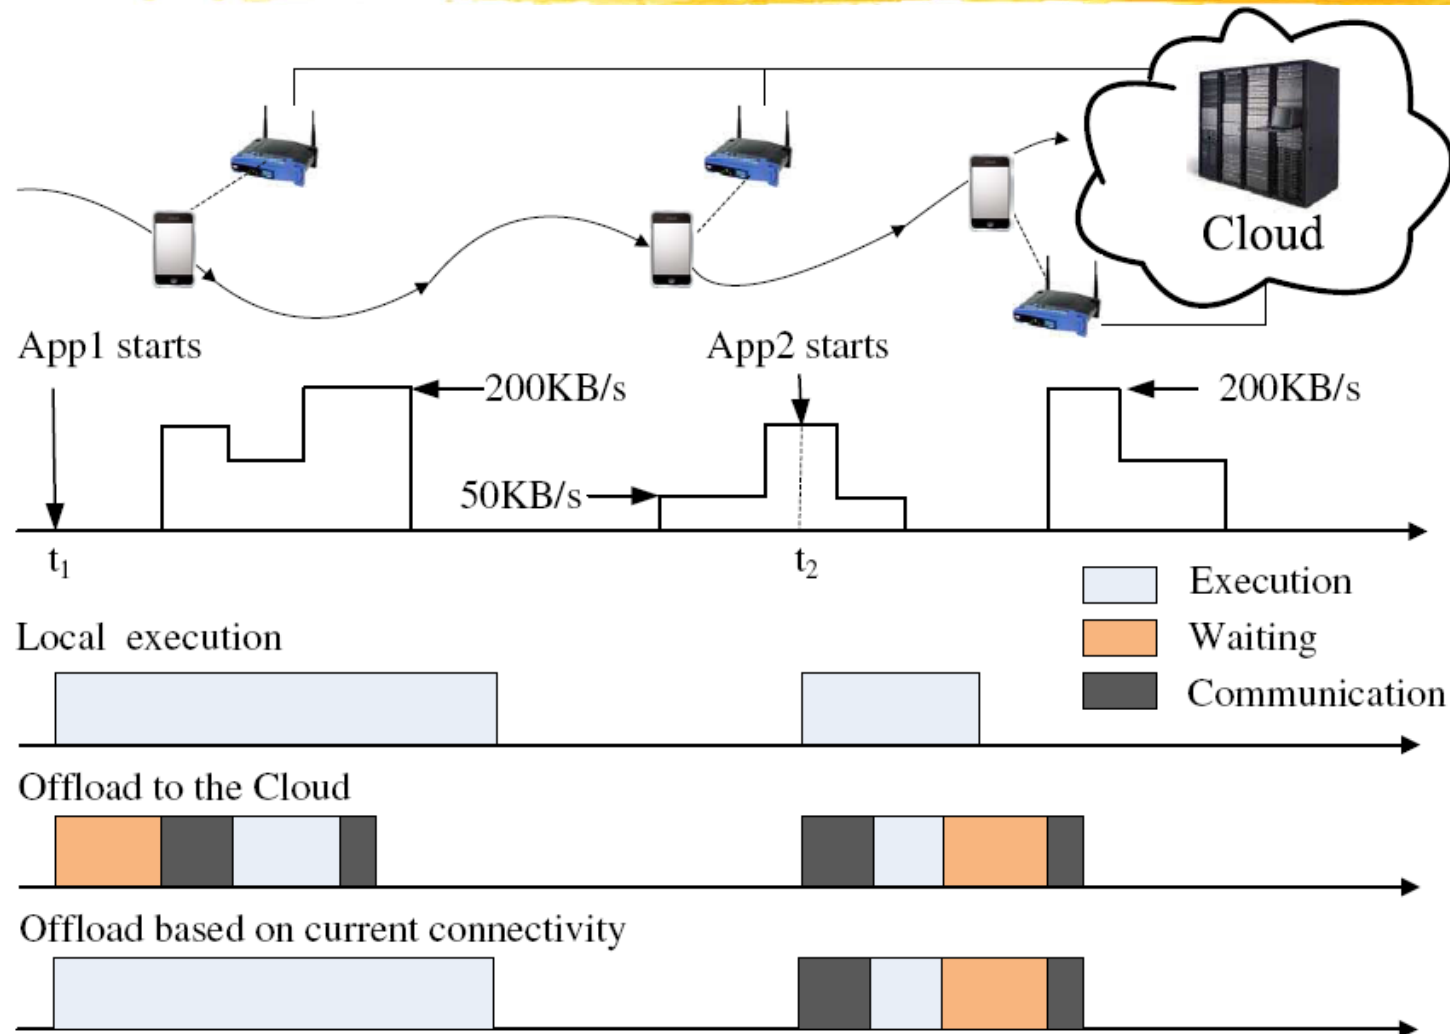 Cloud
App1 starts
App2 starts
200KB/s
200KB/s
50KB/s
t₁
t₂
Execution
Waiting
Communication
Local execution
Offload to the Cloud
Offload based on current connectivity